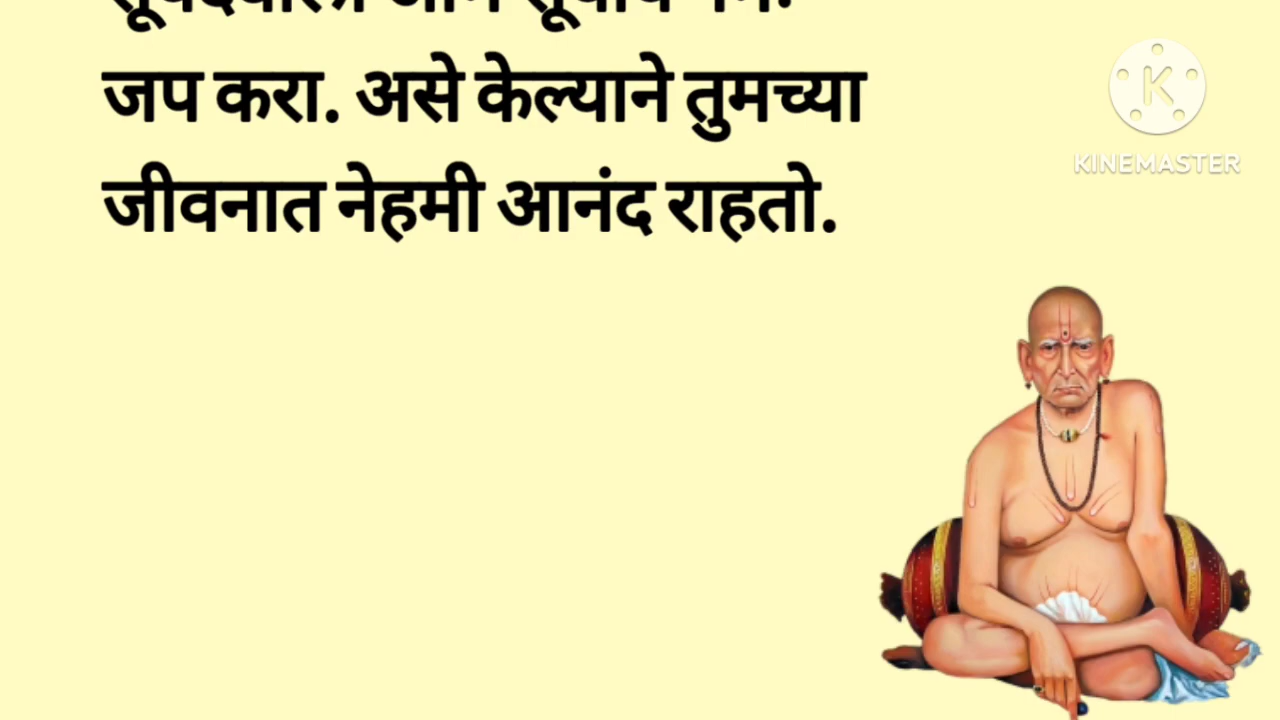 जप करा. असे केल्याने तुमच्या
जीवनात नेहमी आनंद राहतो.
K
KINEMASTER